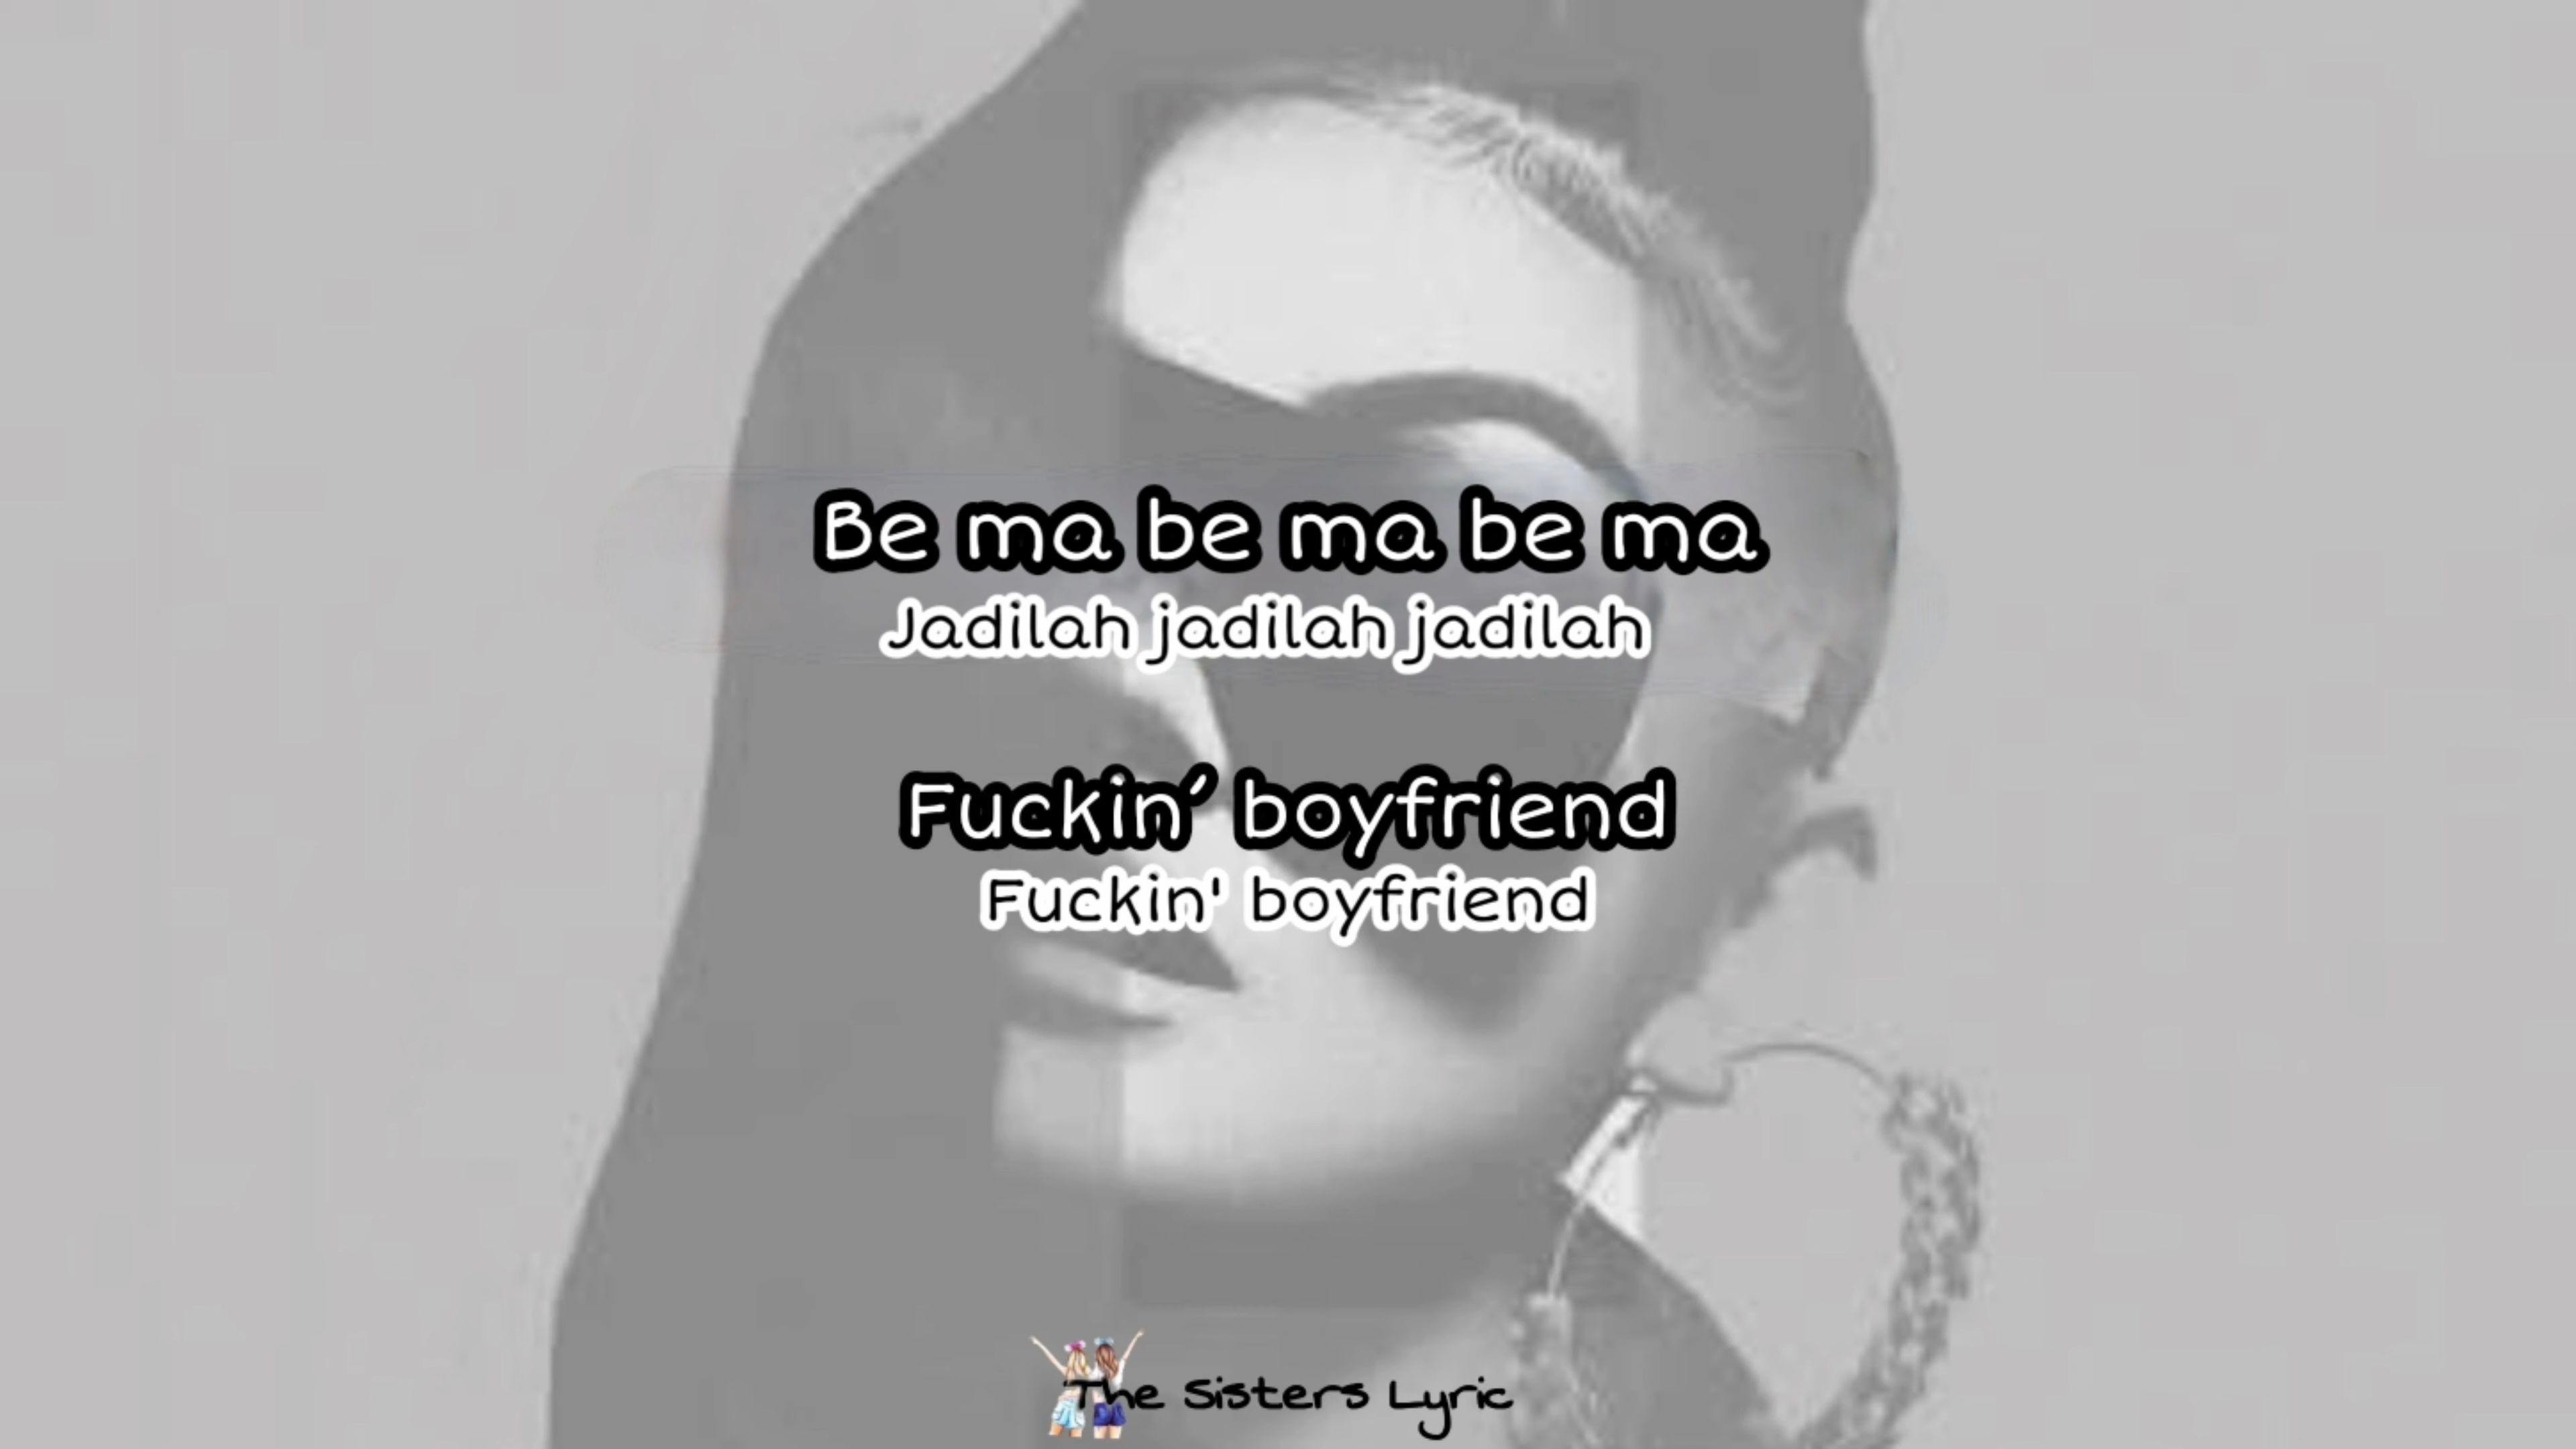 Be ma be ma be ma
Jadilah jadilah jadilah
Fuckin’ boyfriend
Fuckin' boyfriend
The Sisters Lyric